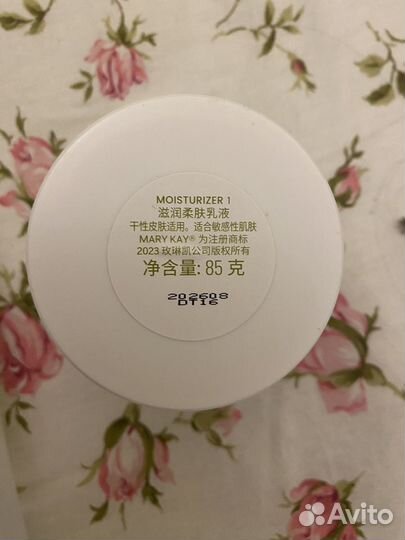 MOISTURIZER 1
滋润柔肤乳液
干性皮肤适用。适合敏感性肌肤
MARY KAY® 为注册商标
2023 玫琳凯公司版权所有
净含量: 85 克
202608
DT16
Avito